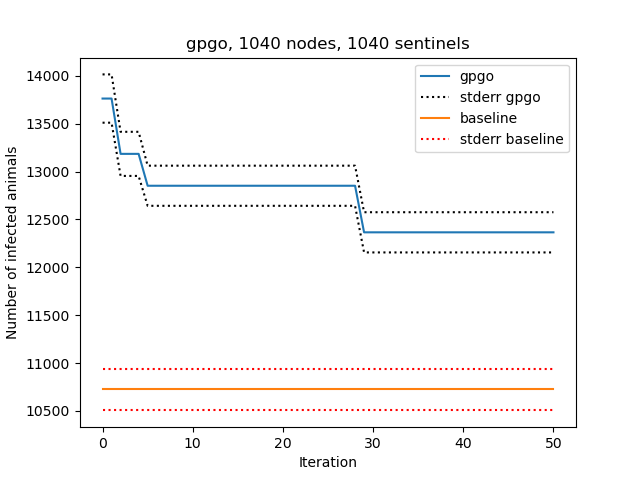 gpgo, 1040 nodes, 1040 sentinels
gpgo
stderr gpgo
baseline
stderr baseline
Number of infected animals
14000
13500
13000
12500
12000
11500
11000
10500
0 10 20 30 40 50
Iteration